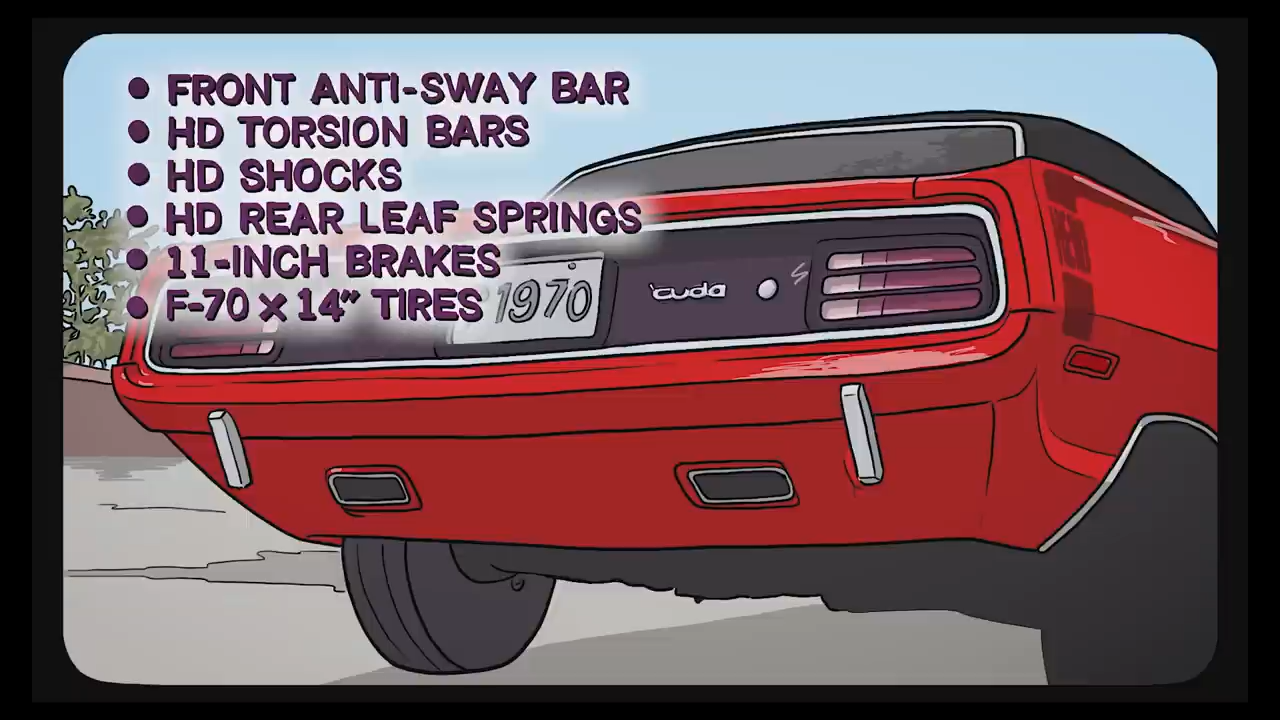 • FRONT ANTI-SWAY BAR
• HD TORSION BARS
• HD SHOCKS
• HD REAR LEAF SPRINGS
• 11-INCH BRAKES
• F-70 X 14" TIRES
1970
'cuda
HEMI